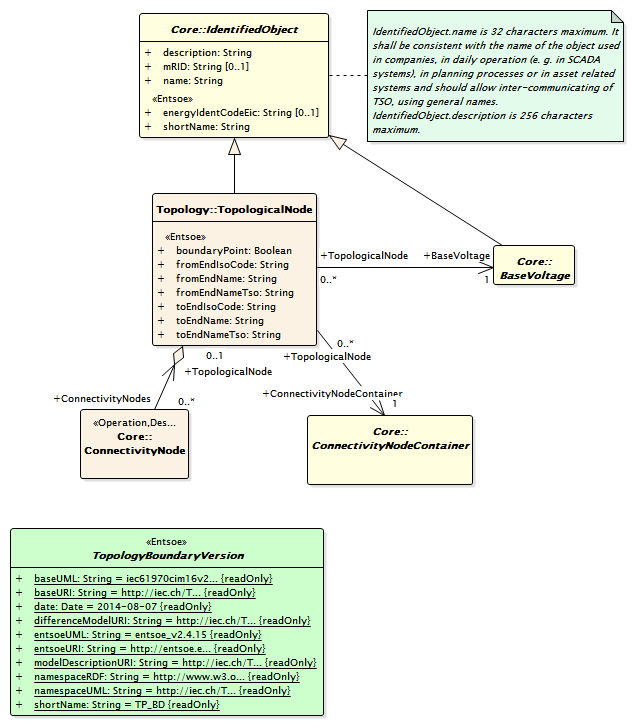 Core::IdentifiedObject
+ description: String
+ mRID: String [0..1]
+ name: String
«Entsoe»
+ energyIdentCodeEic: String [0..1]
+ shortName: String
IdentifiedObject.name is 32 characters maximum. It
shall be consistent with the name of the object used
in companies, in daily operation (e. g. in SCADA
systems), in planning processes or in asset related
systems and should allow inter-communicating of
TSO, using general names.
IdentifiedObject.description is 256 characters
maximum.
Topology::TopologicalNode
«Entsoe»
+ boundaryPoint: Boolean
+ fromEndIsoCode: String
+ fromEndName: String
+ fromEndNameTso: String
+ toEndIsoCode: String
+ toEndName: String
+ toEndNameTso: String
+TopologicalNode +BaseVoltage
0..* 1
Core::
BaseVoltage
0..1
+TopologicalNode
+ConnectivityNodes
0..*
0..*
+TopologicalNode
+ConnectivityNodeContainer
1
«Operation,Des...
Core::
ConnectivityNode
Core::
ConnectivityNodeContainer
«Entsoe»
TopologyBoundaryVersion
+ baseUML: String = iec61970cim16v2... {readOnly}
+ baseURI: String = http://iec.ch/T... {readOnly}
+ date: Date = 2014-08-07 {readOnly}
+ differenceModelURI: String = http://iec.ch/T... {readOnly}
+ entsoeUML: String = entsoe_v2.4.15 {readOnly}
+ entsoeURI: String = http://entsoe.e... {readOnly}
+ modelDescriptionURI: String = http://iec.ch/T... {readOnly}
+ namespaceRDF: String = http://www.w3.o... {readOnly}
+ namespaceUML: String = http://iec.ch/T... {readOnly}
+ shortName: String = TP_BD {readOnly}